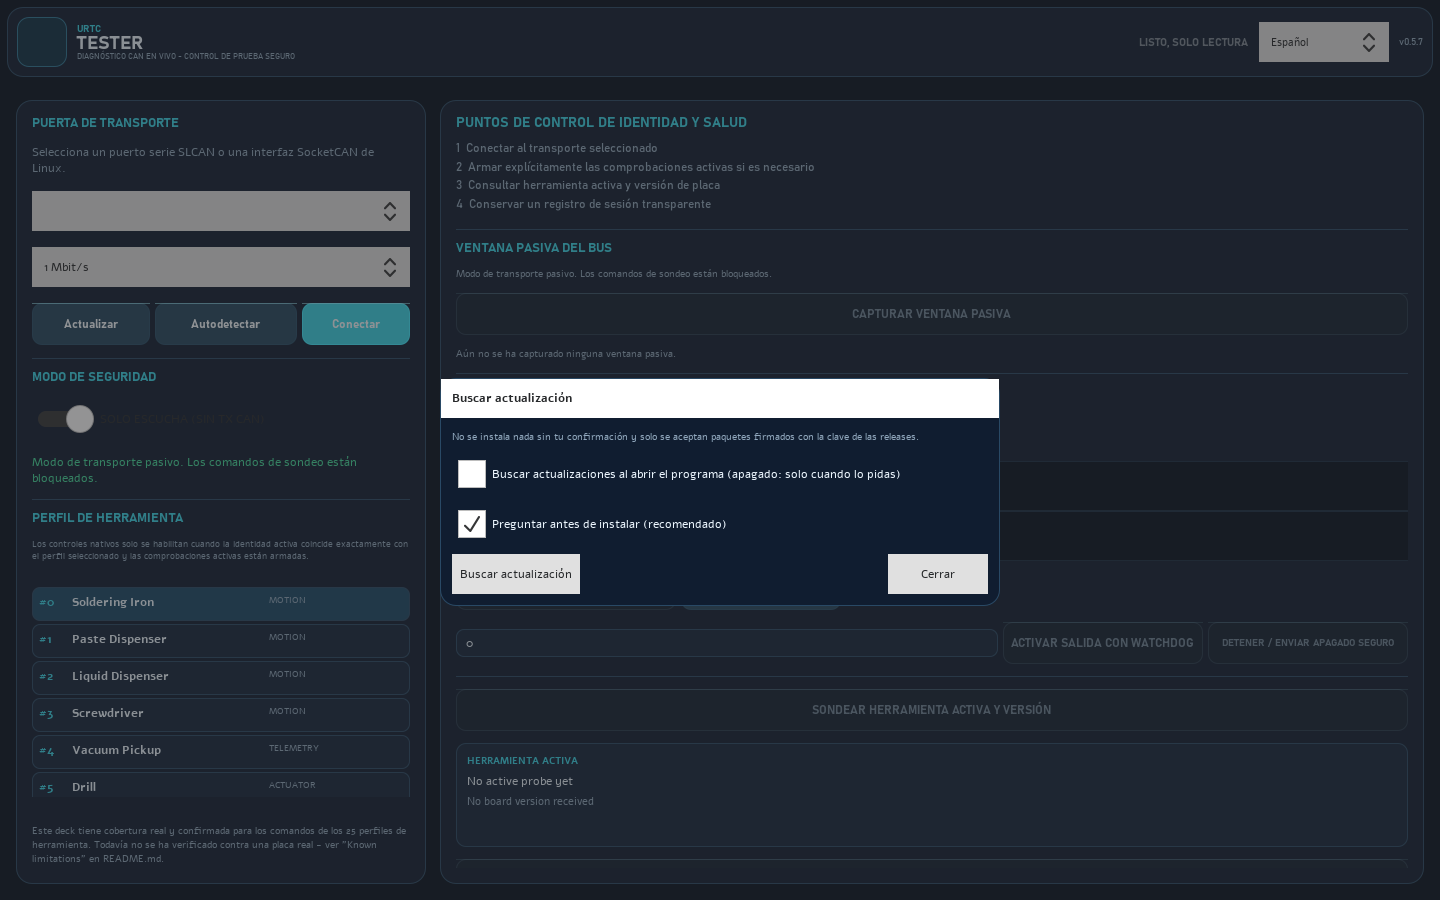 URTC
TESTER
DIAGNÓSTICO CAN EN VIVO - CONTROL DE PRUEBA SEGURO
LISTO, SOLO LECTURA
Español
v0.5.7
PUERTA DE TRANSPORTE
Selecciona un puerto serie SLCAN o una interfaz SocketCAN de
Linux.
1 Mbit/s
Actualizar
Autodetectar
Conectar
MODO DE SEGURIDAD
SOLO ESCUCHA (SIN TX CAN)
Modo de transporte pasivo. Los comandos de sondeo están
bloqueados.
PERFIL DE HERRAMIENTA
Los controles nativos solo se habilitan cuando la identidad activa coincide exactamente con
el perfil seleccionado y las comprobaciones activas están armadas.
#0 Soldering Iron MOTION
#1 Paste Dispenser MOTION
#2 Liquid Dispenser MOTION
#3 Screwdriver MOTION
#4 Vacuum Pickup TELEMETRY
#5 Drill ACTUATOR
Este deck tiene cobertura real y confirmada para los comandos de los 25 perfiles de
herramienta. Todavía no se ha verificado contra una placa real - ver "Known
limitations" en README.md.
PUNTOS DE CONTROL DE IDENTIDAD Y SALUD
1 Conectar al transporte seleccionado
2 Armar explícitamente las comprobaciones activas si es necesario
3 Consultar herramienta activa y versión de placa
4 Conservar un registro de sesión transparente
VENTANA PASIVA DEL BUS
Modo de transporte pasivo. Los comandos de sondeo están bloqueados.
CAPTURAR VENTANA PASIVA
Aún no se ha capturado ninguna ventana pasiva.
Buscar actualización
No se instala nada sin tu confirmación y solo se aceptan paquetes firmados con la clave de las releases.
Buscar actualizaciones al abrir el programa (apagado: solo cuando lo pidas)
Preguntar antes de instalar (recomendado)
Buscar actualización
Cerrar
0
ACTIVAR SALIDA CON WATCHDOG
DETENER / ENVIAR APAGADO SEGURO
SONDEAR HERRAMIENTA ACTIVA Y VERSIÓN
HERRAMIENTA ACTIVA
No active probe yet
No board version received